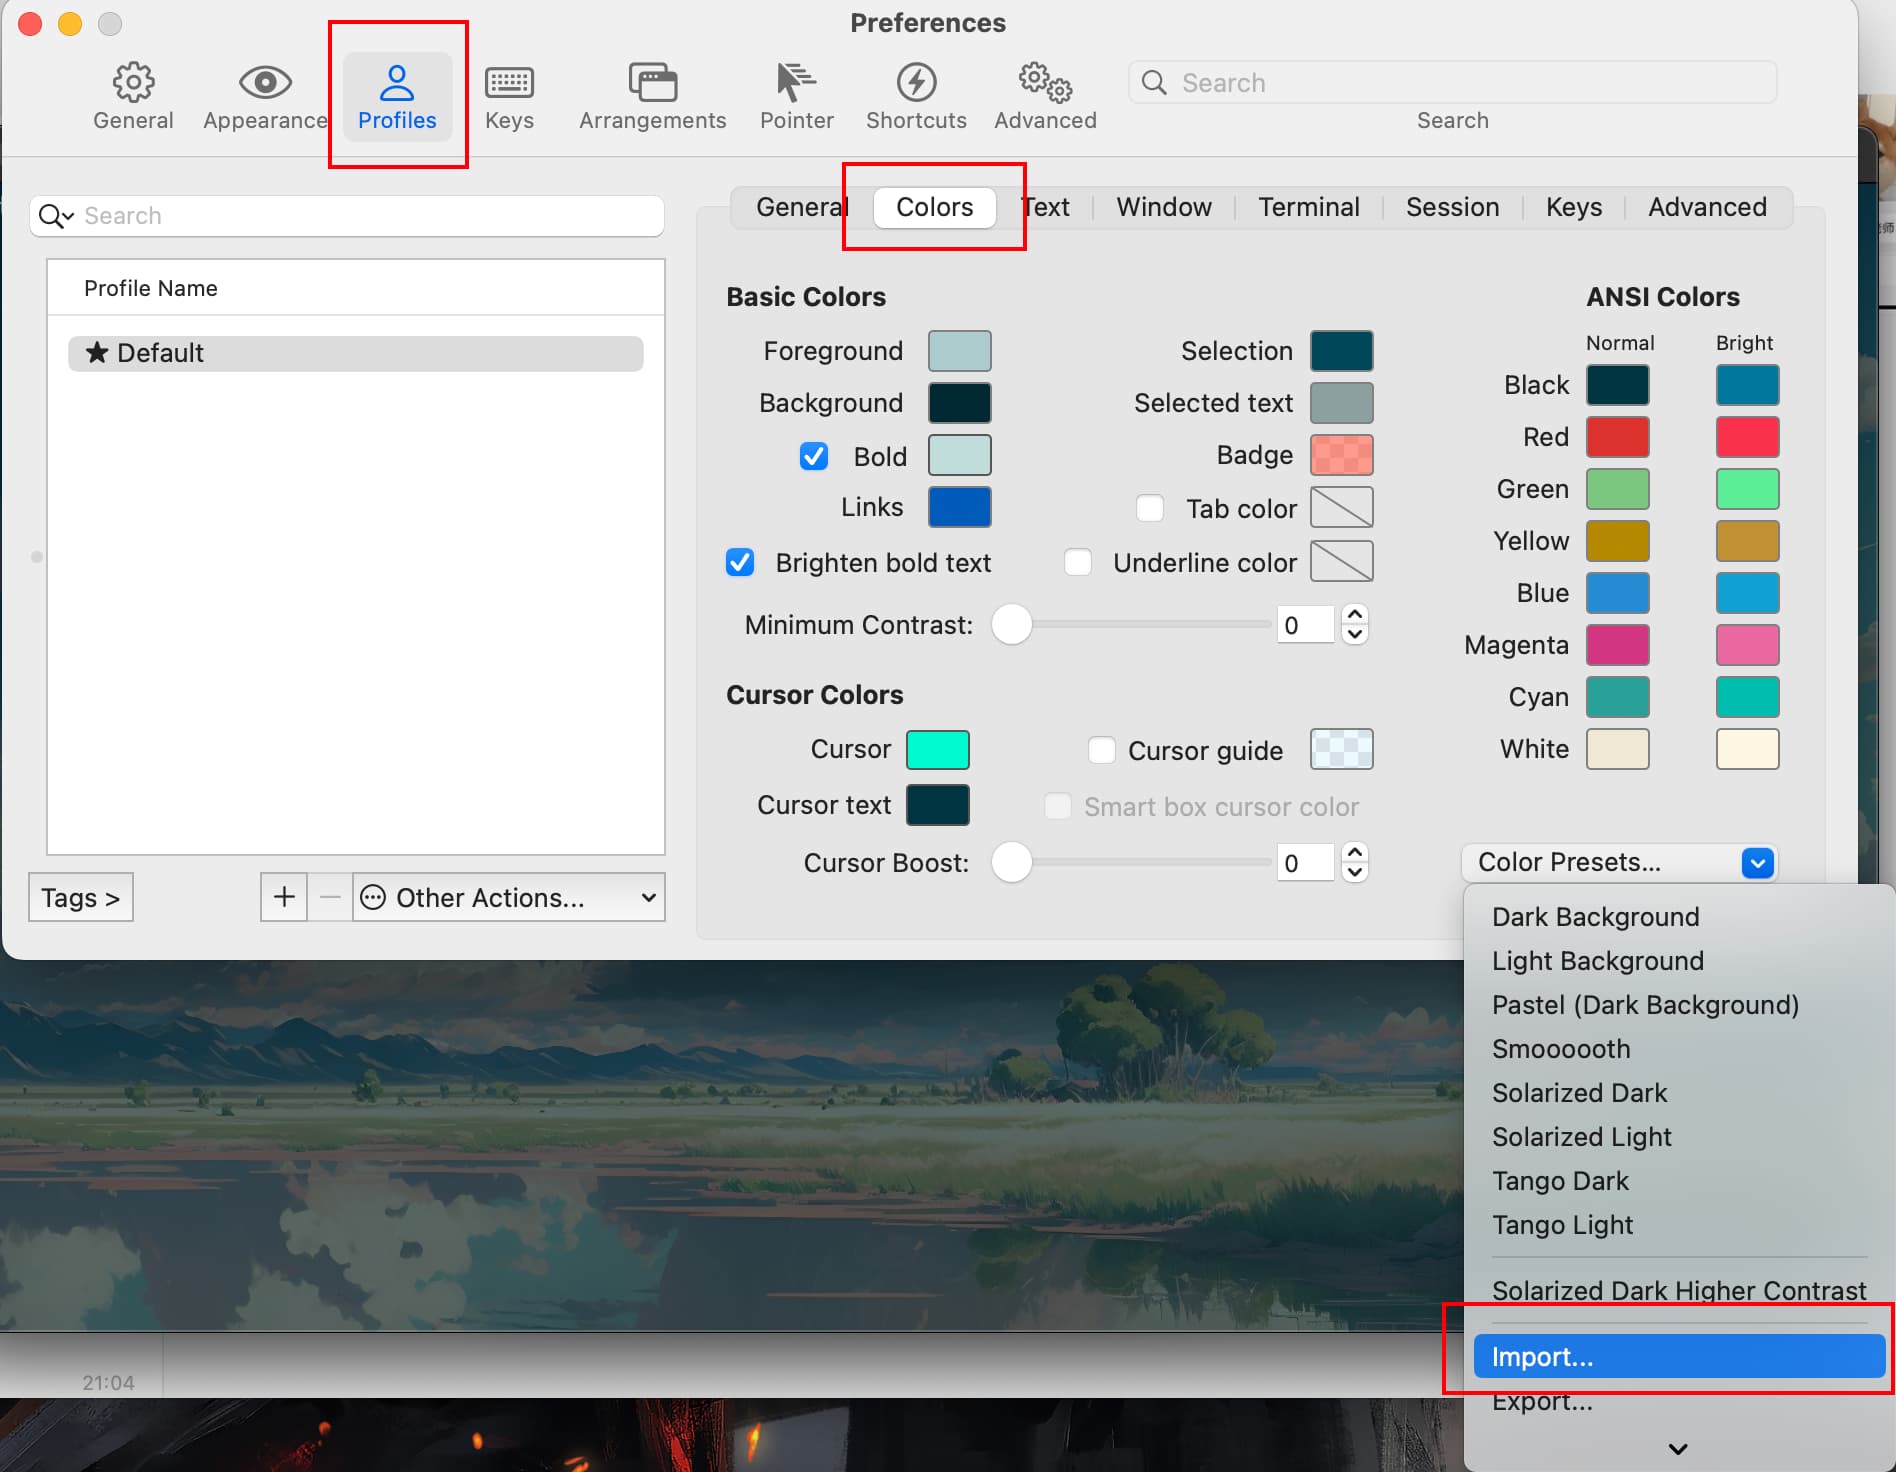 Preferences
General
Appearance
Profiles
Keys
Arrangements
Pointer
Shortcuts
Advanced
Search
Search
Search
General
Colors
Text
Window
Terminal
Session
Keys
Advanced
Profile Name
★ Default
Basic Colors
Foreground
Background
Bold
Links
Brighten bold text
Minimum Contrast:
0
Selection
Selected text
Badge
Tab color
Underline color
Cursor Colors
Cursor
Cursor text
Cursor Boost:
0
Cursor guide
Smart box cursor color
ANSI Colors
Normal Bright
Black
Red
Green
Yellow
Blue
Magenta
Cyan
White
Color Presets...
Tags >
+
−
Other Actions...
Dark Background
Light Background
Pastel (Dark Background)
Smoooooth
Solarized Dark
Solarized Light
Tango Dark
Tango Light
Solarized Dark Higher Contrast
Import...
Export...
21:04